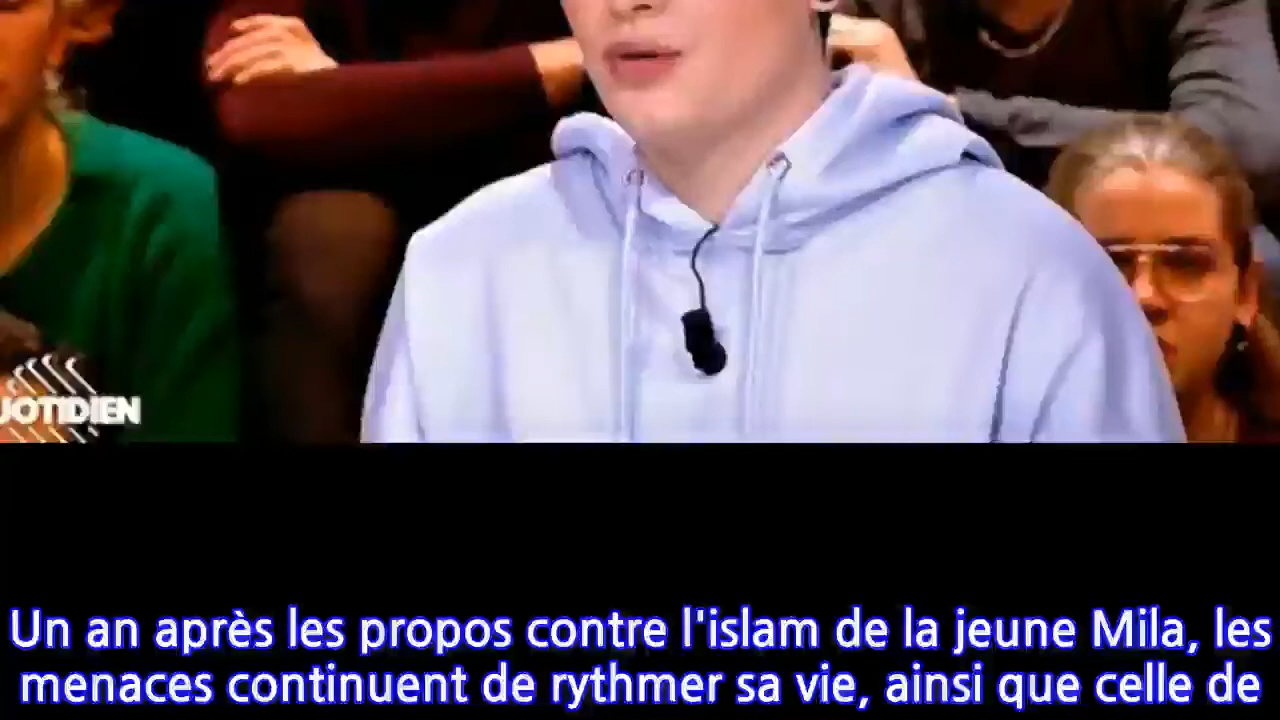 UOTIDIEN
Un an après les propos contre l'islam de la jeune Mila, les
menaces continuent de rythmer sa vie, ainsi que celle de